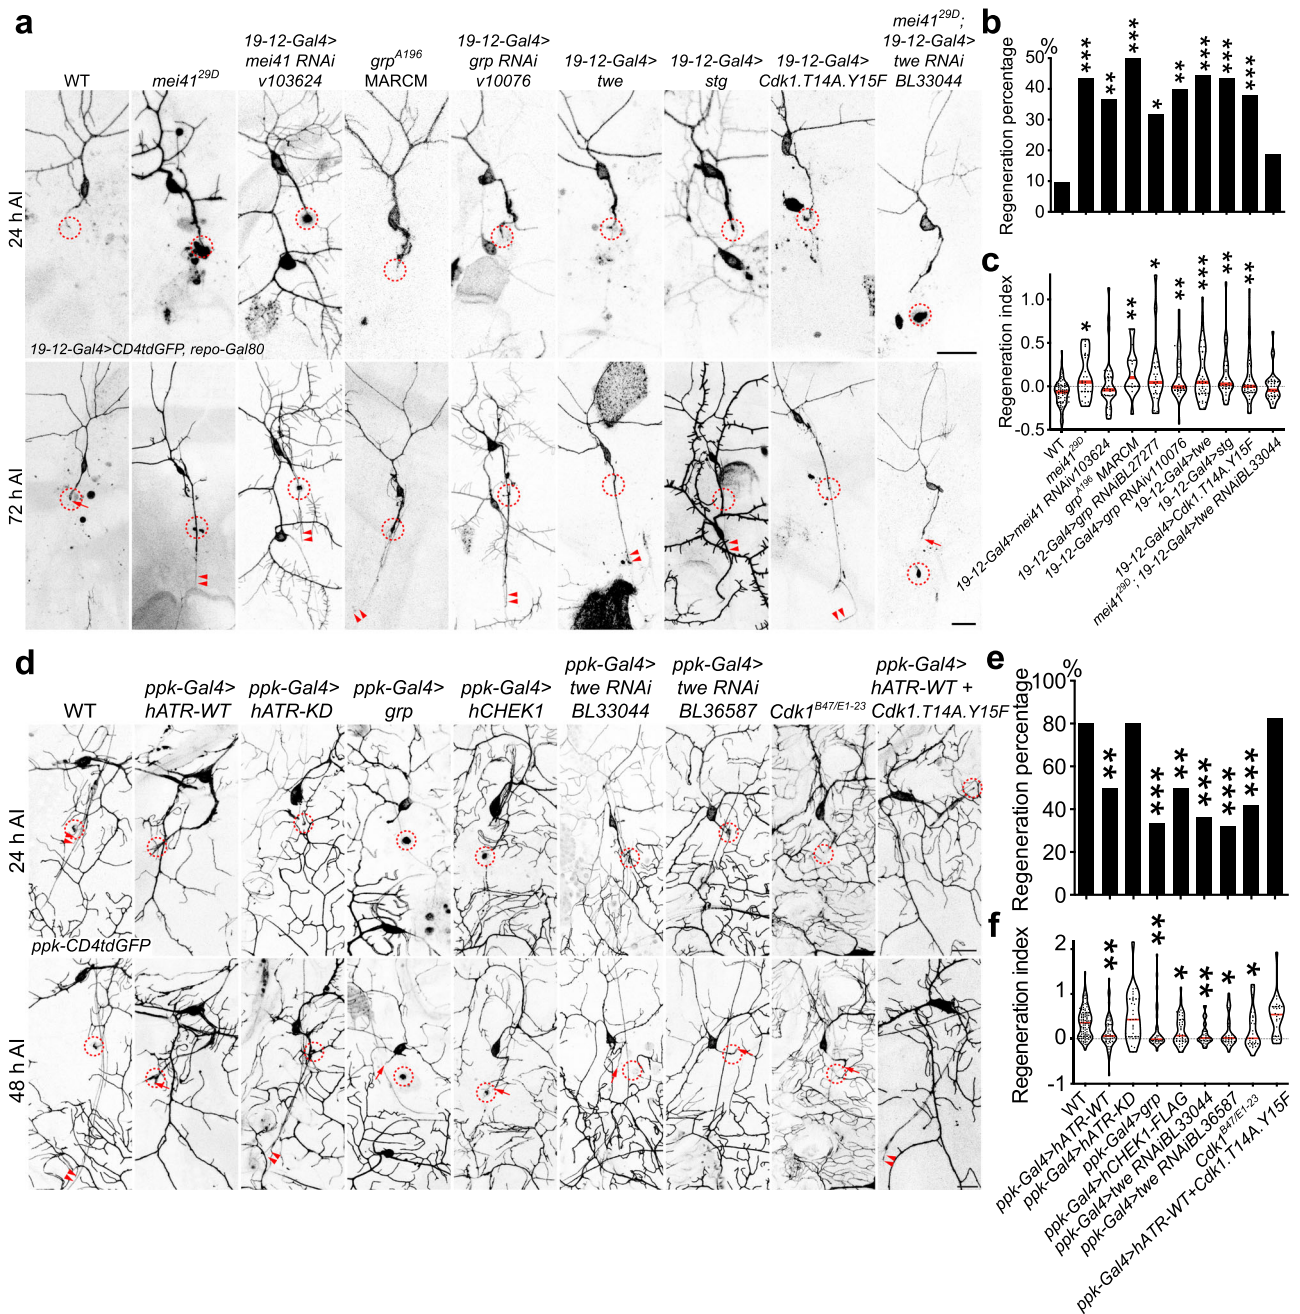 a
WT
mei41^29D
19-12-Gal4>
mei41 RNAi
v103624
grp^A196
MARCM
19-12-Gal4>
grp RNAi
v10076
19-12-Gal4>
twe
19-12-Gal4>
stg
19-12-Gal4>
Cdk1.T14A.Y15F
mei41^29D;
19-12-Gal4>
twe RNAi
BL33044
24 h AI
19-12-Gal4>CD4tdGFP, repo-Gal80
72 h AI
b
%
Regeneration percentage
50
40
30
20
10
0
***
**
***
*
**
***
***
***
c
Regeneration index
1.0
0.5
0.0
-0.5
*
**
*
**
***
**
**
WT
mei41^29D
19-12-Gal4>mei41 RNAiv103624
grp^A196 MARCM
19-12-Gal4>grp RNAiBL27277
19-12-Gal4>grp RNAiv110076
19-12-Gal4>twe
19-12-Gal4>stg
19-12-Gal4>Cdk1.T14A.Y15F
mei41^29D; 19-12-Gal4>twe RNAiBL33044
d
WT
ppk-Gal4>
hATR-WT
ppk-Gal4>
hATR-KD
ppk-Gal4>
grp
ppk-Gal4>
hCHEK1
ppk-Gal4>
twe RNAi
BL33044
ppk-Gal4>
twe RNAi
BL36587
Cdk1^B47/E1-23
ppk-Gal4>
hATR-WT +
Cdk1.T14A.Y15F
24 h AI
ppk-CD4tdGFP
48 h AI
e
%
Regeneration percentage
100
80
60
40
20
0
**
***
**
***
***
***
f
Regeneration index
2
1
0
-1
**
**
*
**
*
*
WT
ppk-Gal4>hATR-WT
ppk-Gal4>hATR-KD
ppk-Gal4>grp
ppk-Gal4>hCHEK1-FLAG
ppk-Gal4>twe RNAiBL33044
ppk-Gal4>twe RNAiBL36587
Cdk1^B47/E1-23
ppk-Gal4>hATR-WT+Cdk1.T14A.Y15F